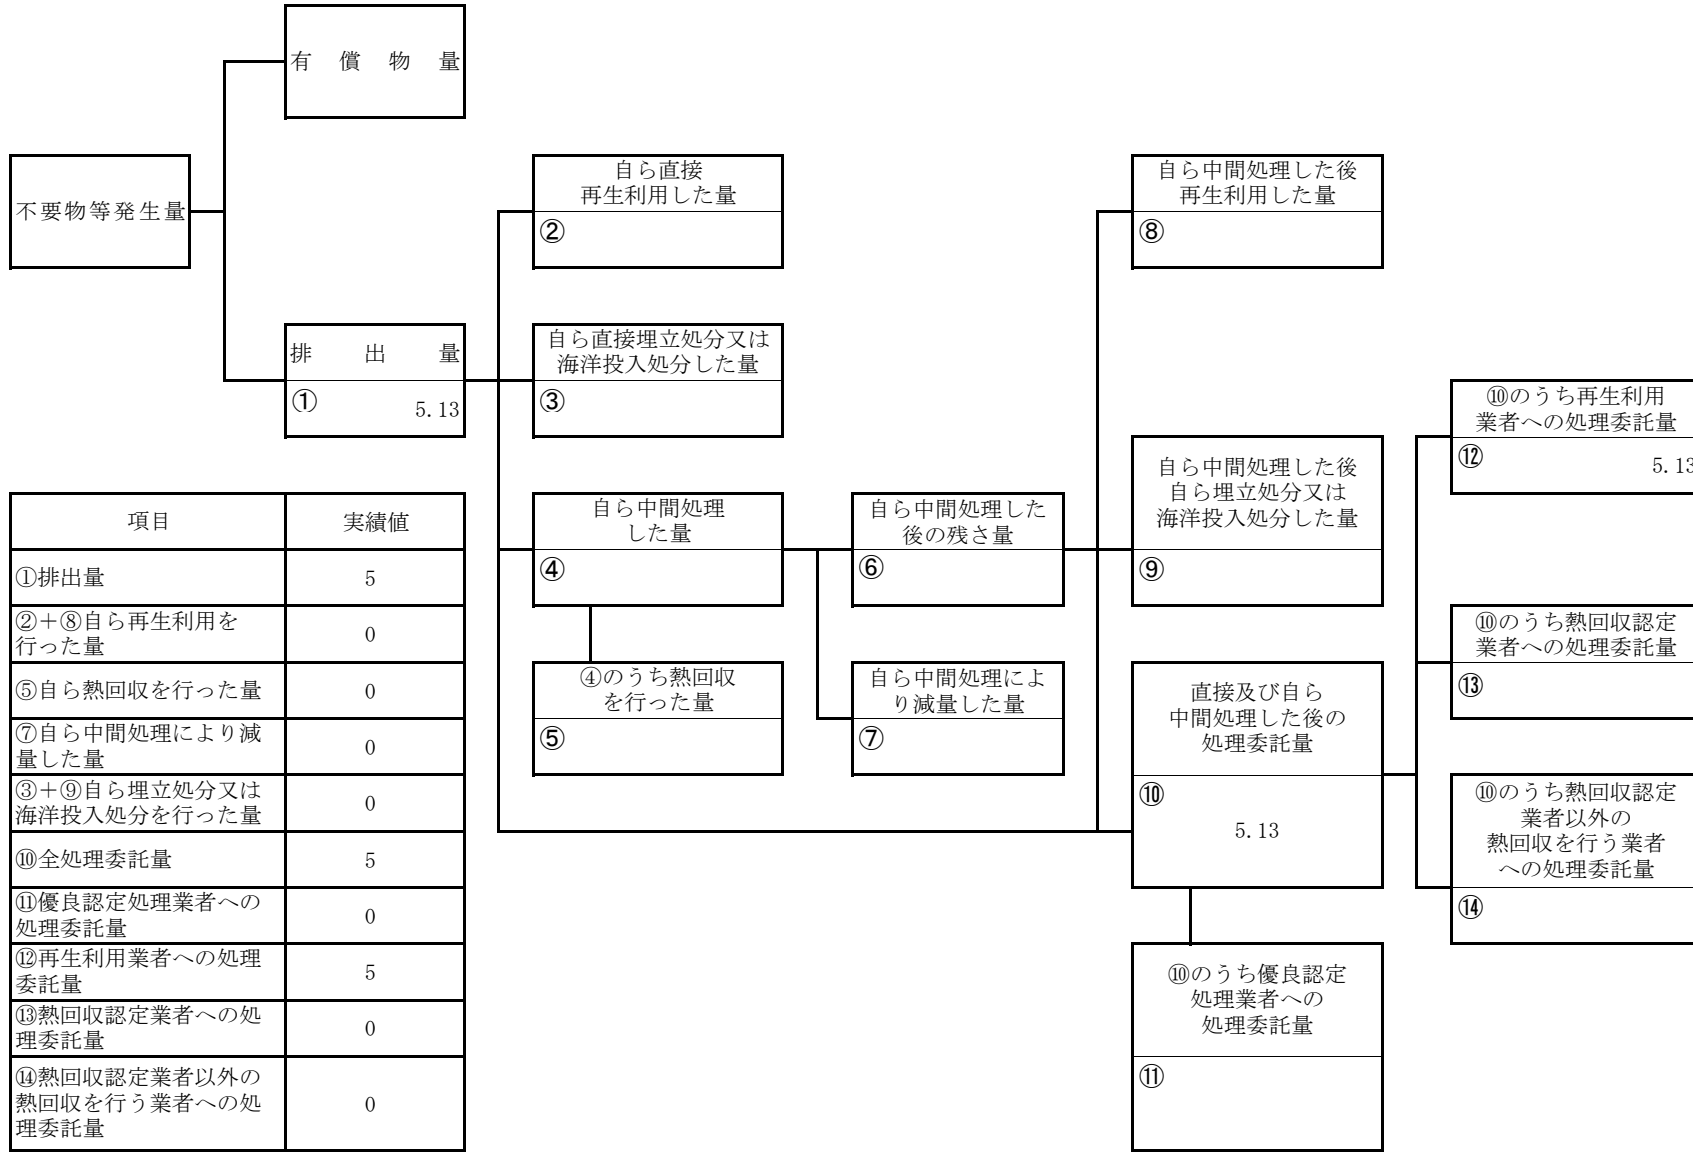 有償物量
不要物等発生量
排出量
① 5.13
自ら直接
再生利用した量
②
自ら直接埋立処分又は
海洋投入処分した量
③
自ら中間処理
した量
④
④のうち熱回収
を行った量
⑤
自ら中間処理した
後の残さ量
⑥
自ら中間処理によ
り減量した量
⑦
自ら中間処理した後
再生利用した量
⑧
自ら中間処理した後
自ら埋立処分又は
海洋投入処分した量
⑨
直接及び自ら
中間処理した後の
処理委託量
⑩
5.13
⑩のうち優良認定
処理業者への
処理委託量
⑪
⑩のうち再生利用
業者への処理委託量
⑫ 5.13
⑩のうち熱回収認定
業者への処理委託量
⑬
⑩のうち熱回収認定
業者以外の
熱回収を行う業者
への処理委託量
⑭
項目 実績値
①排出量 5
②＋⑧自ら再生利用を
行った量 0
⑤自ら熱回収を行った量 0
⑦自ら中間処理により減
量した量 0
③＋⑨自ら埋立処分又は
海洋投入処分を行った量 0
⑩全処理委託量 5
⑪優良認定処理業者への
処理委託量 0
⑫再生利用業者への処理
委託量 5
⑬熱回収認定業者への処
理委託量 0
⑭熱回収認定業者以外の
熱回収を行う業者への処
理委託量 0